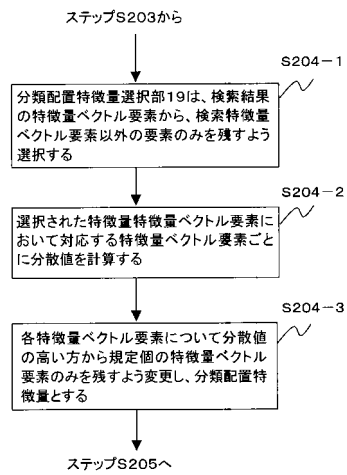 ステップS203から
S204-1
分類配置特徴量選択部19は、検索結果
の特徴量ベクトル要素から、検索特徴量
ベクトル要素以外の要素のみを残すよう
選択する
S204-2
選択された特徴量特徴量ベクトル要素に
おいて対応する特徴量ベクトル要素ごと
に分散値を計算する
S204-3
各特徴量ベクトル要素について分散値
の高い方から規定個の特徴量ベクトル
要素のみを残すよう変更し、分類配置特
徴量とする
ステップS205へ